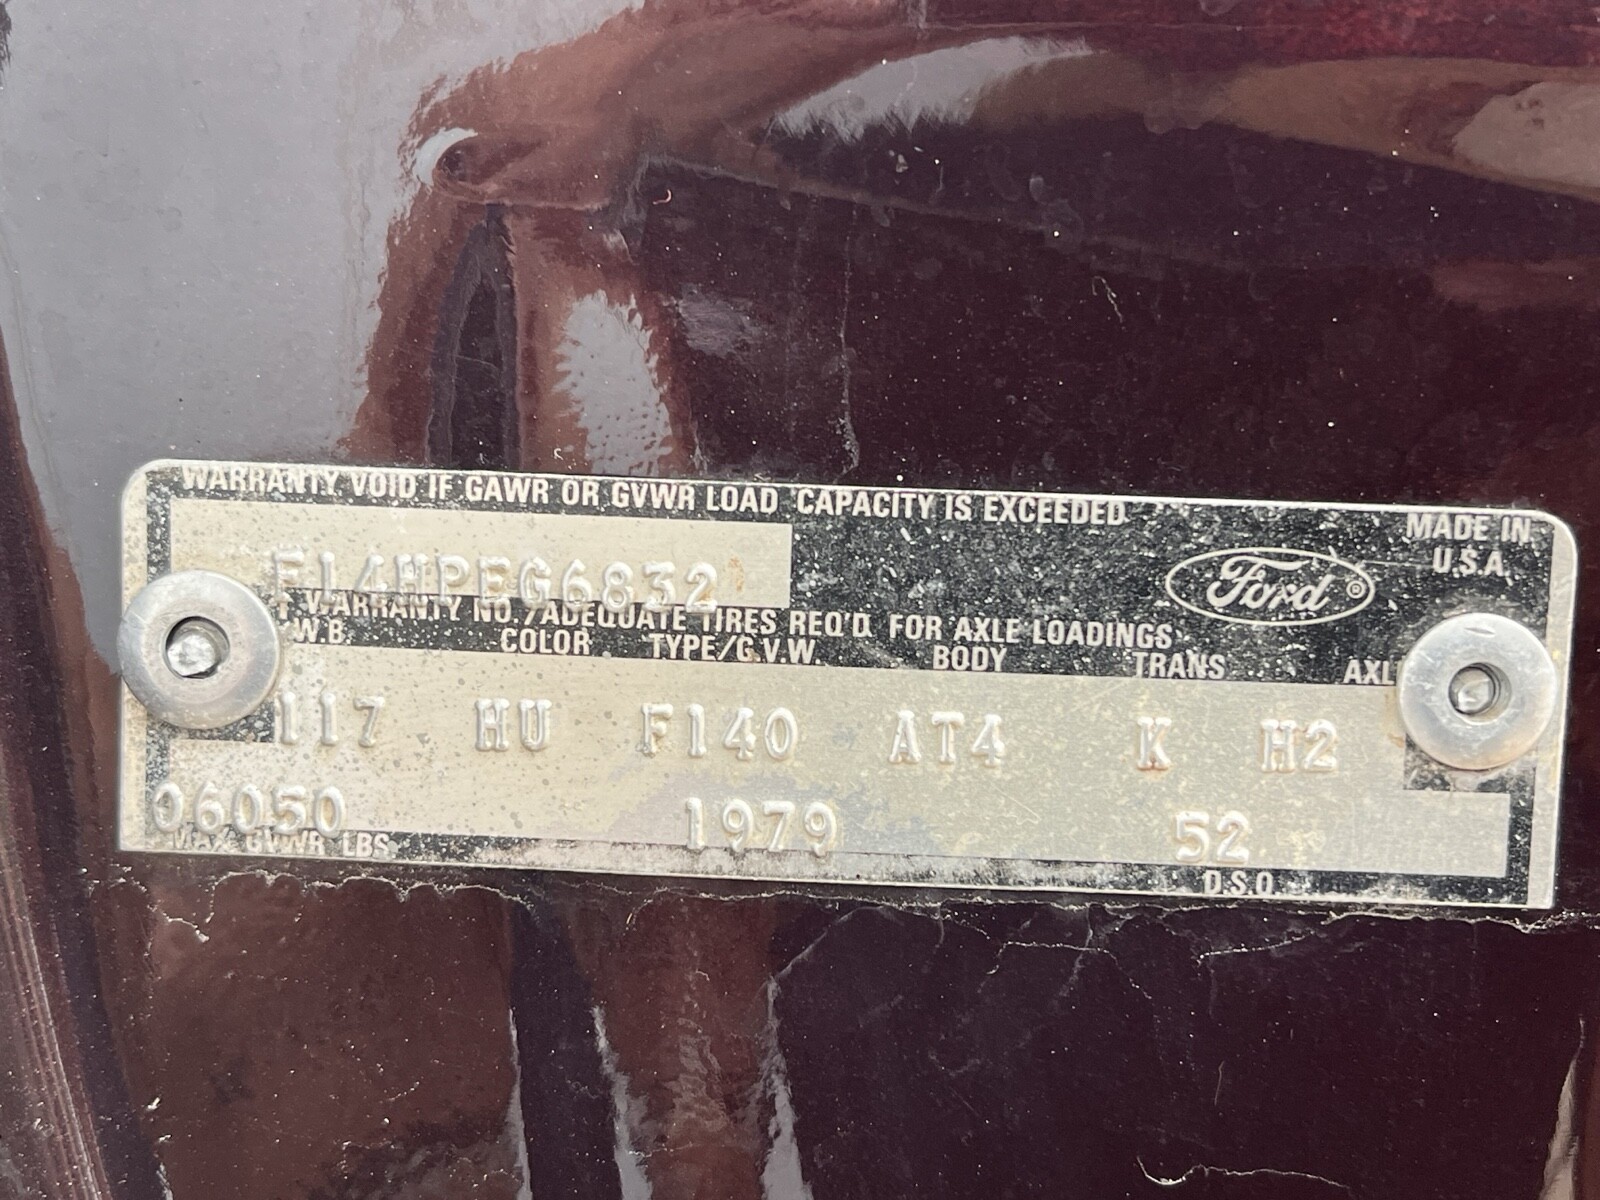 WARRANTY VOID IF GAWR OR GVWR LOAD CAPACITY IS EXCEEDED
MADE IN
U.S.A.
Ford ®
F14HPEG6832
WARRANTY NO./ADEQUATE TIRES REQ'D. FOR AXLE LOADINGS
W.B. COLOR TYPE/G.V.W. BODY TRANS AXL
117 HU F140 AT4 K H2
06050 1979 52
MAX. GVWR LBS. D.S.O.